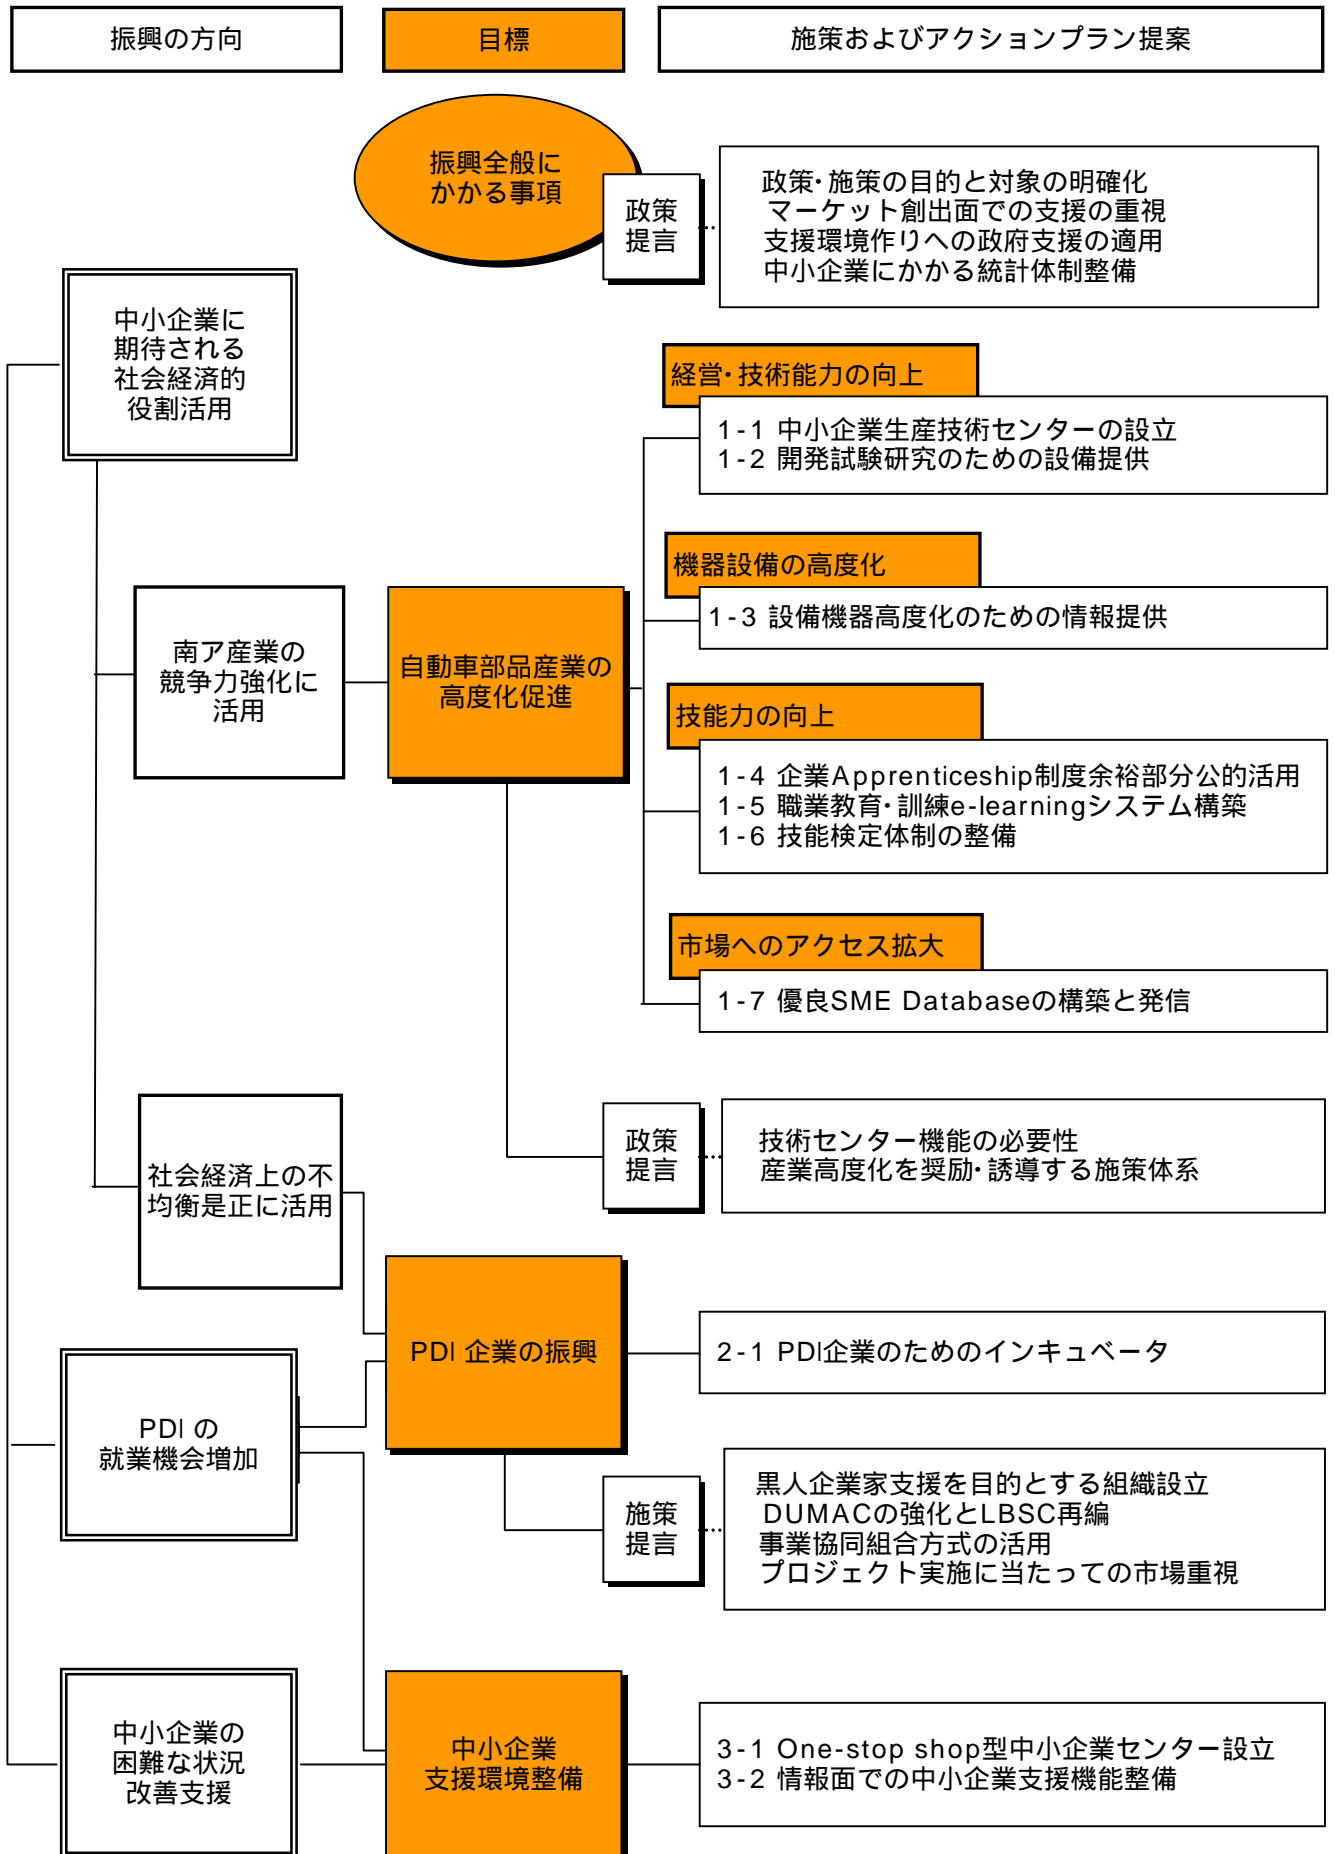 振興の方向
目標
施策およびアクションプラン提案
振興全般に
かかる事項
政策
提言
政策・施策の目的と対象の明確化
マーケット創出面での支援の重視
支援環境作りへの政府支援の適用
中小企業にかかる統計体制整備
中小企業に
期待される
社会経済的
役割活用
経営・技術能力の向上
1-1 中小企業生産技術センターの設立
1-2 開発試験研究のための設備提供
機器設備の高度化
1-3 設備機器高度化のための情報提供
南ア産業の
競争力強化に
活用
自動車部品産業の
高度化促進
技能力の向上
1-4 企業Apprenticeship制度余裕部分公的活用
1-5 職業教育・訓練e-learningシステム構築
1-6 技能検定体制の整備
市場へのアクセス拡大
1-7 優良SME Databaseの構築と発信
政策
提言
技術センター機能の必要性
産業高度化を奨励・誘導する施策体系
社会経済上の不
均衡是正に活用
PDI 企業の振興
2-1 PDI企業のためのインキュベータ
PDI の
就業機会増加
施策
提言
黒人企業家支援を目的とする組織設立
DUMACの強化とLBSC再編
事業協同組合方式の活用
プロジェクト実施に当たっての市場重視
中小企業の
困難な状況
改善支援
中小企業
支援環境整備
3-1 One-stop shop型中小企業センター設立
3-2 情報面での中小企業支援機能整備